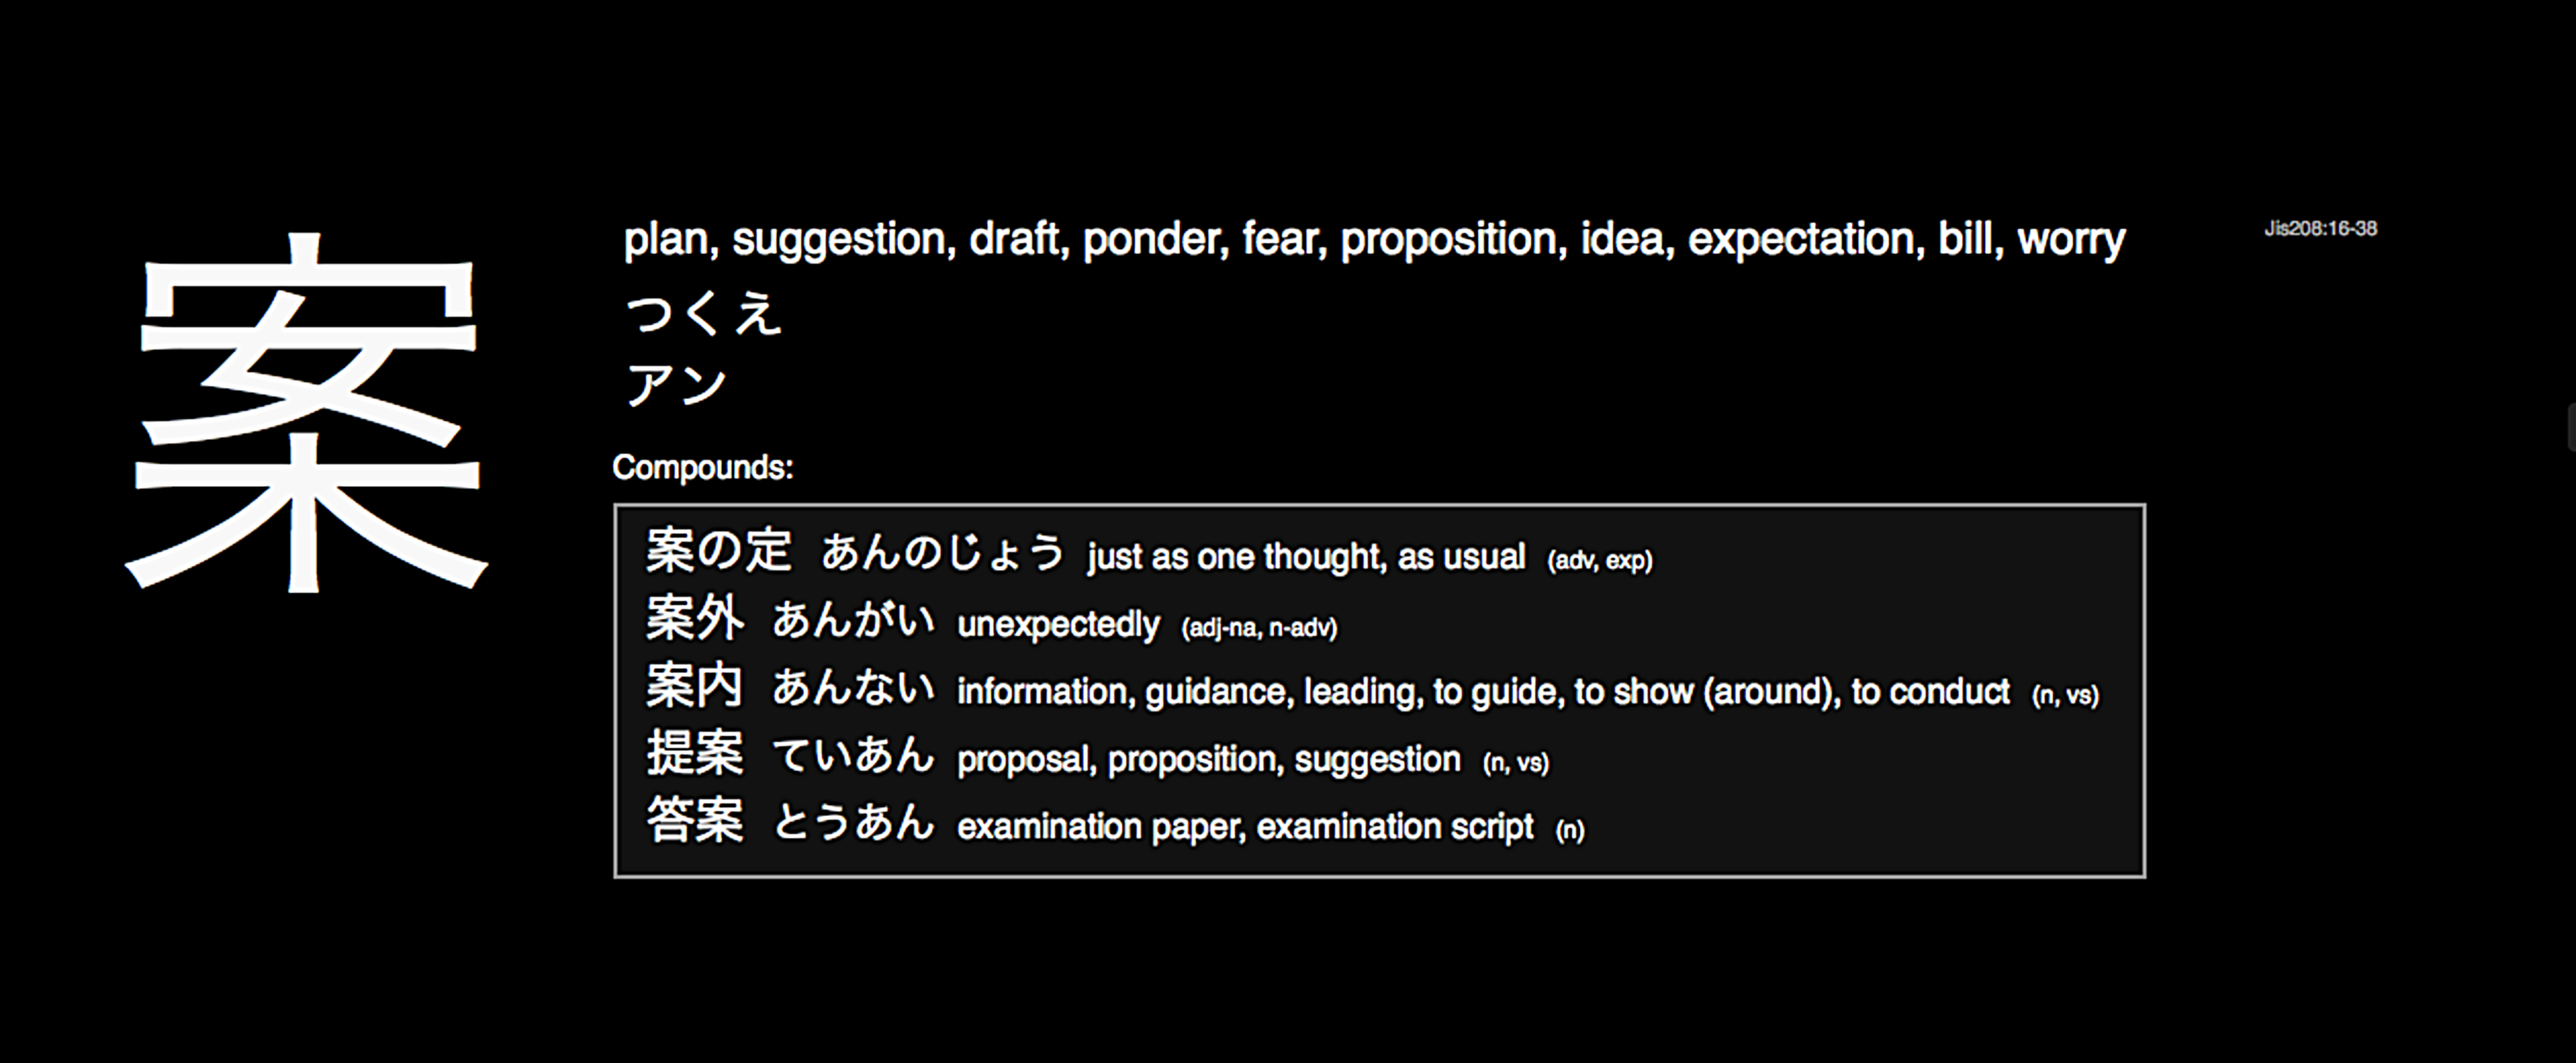 案
plan, suggestion, draft, ponder, fear, proposition, idea, expectation, bill, worry
Jis208:16-38
つくえ
アン
Compounds:
案の定 あんのじょう just as one thought, as usual (adv, exp)
案外 あんがい unexpectedly (adj-na, n-adv)
案内 あんない information, guidance, leading, to guide, to show (around), to conduct (n, vs)
提案 ていあん proposal, proposition, suggestion (n, vs)
答案 とうあん examination paper, examination script (n)